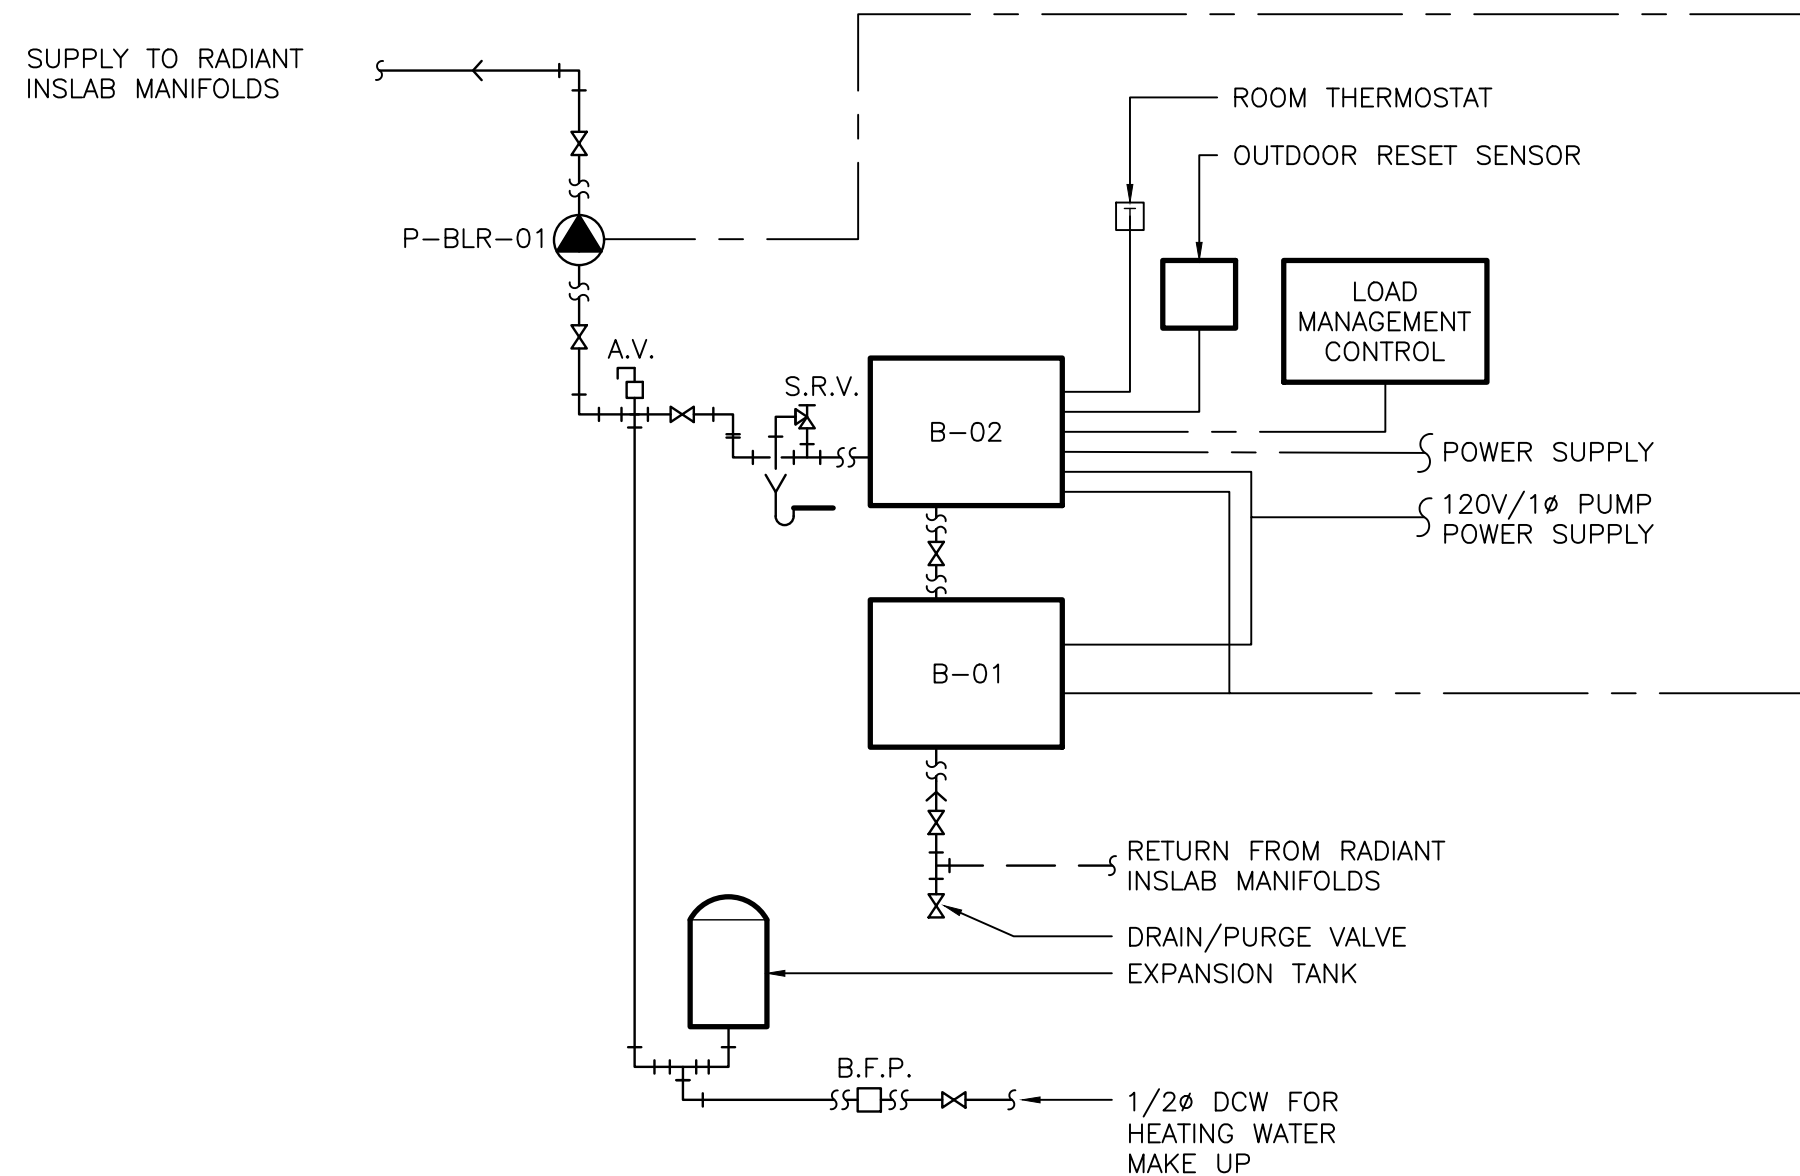 SUPPLY TO RADIANT
INSLAB MANIFOLDS
ROOM THERMOSTAT
OUTDOOR RESET SENSOR
T
P-BLR-01
LOAD
MANAGEMENT
CONTROL
A.V.
S.R.V.
B-02
POWER SUPPLY
120V/1ø PUMP
POWER SUPPLY
B-01
RETURN FROM RADIANT
INSLAB MANIFOLDS
DRAIN/PURGE VALVE
EXPANSION TANK
B.F.P.
1/2ø DCW FOR
HEATING WATER
MAKE UP